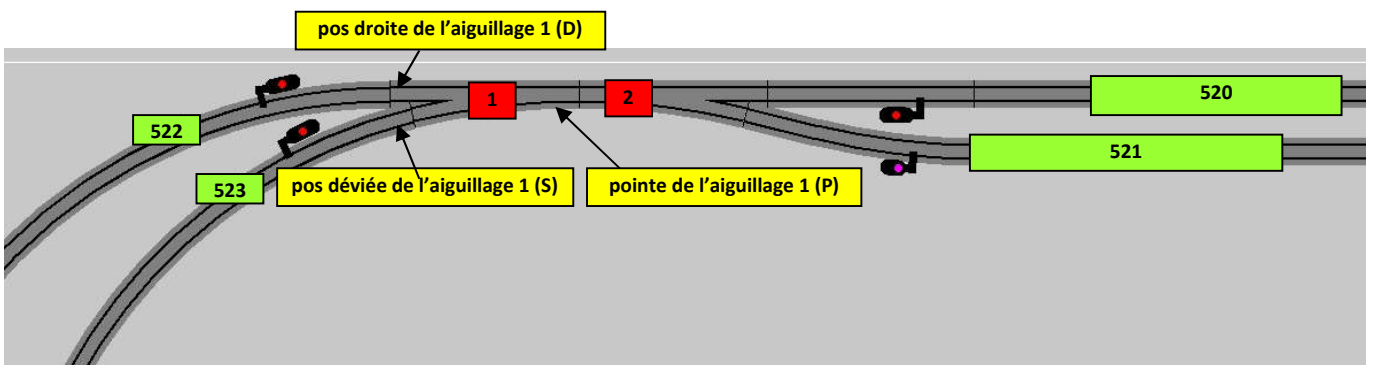 pos droite de l’aiguillage 1 (D)
1
2
520
522
521
523
pos déviée de l’aiguillage 1 (S)
pointe de l’aiguillage 1 (P)